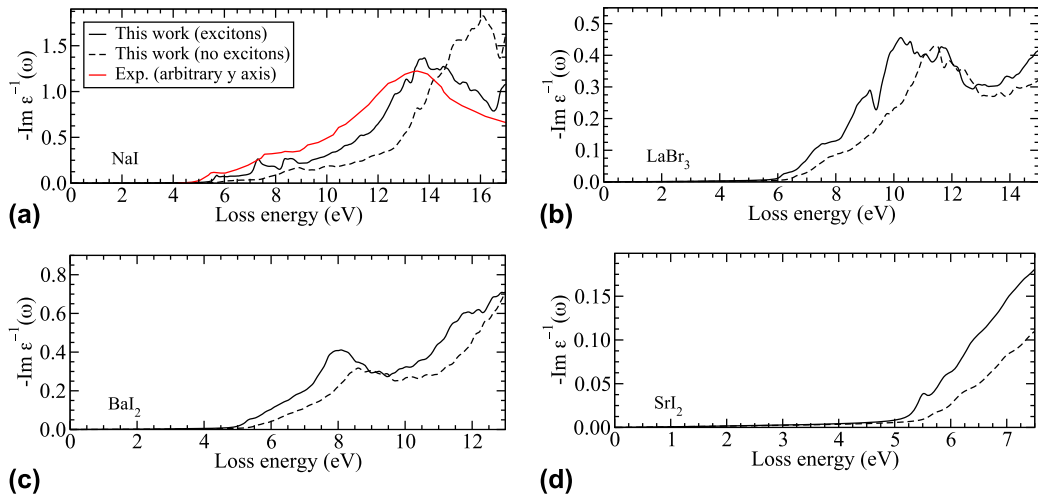 This work (excitons)
This work (no excitons)
Exp. (arbitrary y axis)
-Im ε⁻¹(ω)
1.5
1.0
0.5
0.0
NaI
0 2 4 6 8 10 12 14 16
Loss energy (eV)
(a)
-Im ε⁻¹(ω)
0.5
0.4
0.3
0.2
0.1
0.0
LaBr₃
0 2 4 6 8 10 12 14
Loss energy (eV)
(b)
-Im ε⁻¹(ω)
0.8
0.6
0.4
0.2
0.0
BaI₂
0 2 4 6 8 10 12
Loss energy (eV)
(c)
-Im ε⁻¹(ω)
0.15
0.10
0.05
0.00
SrI₂
0 1 2 3 4 5 6 7
Loss energy (eV)
(d)